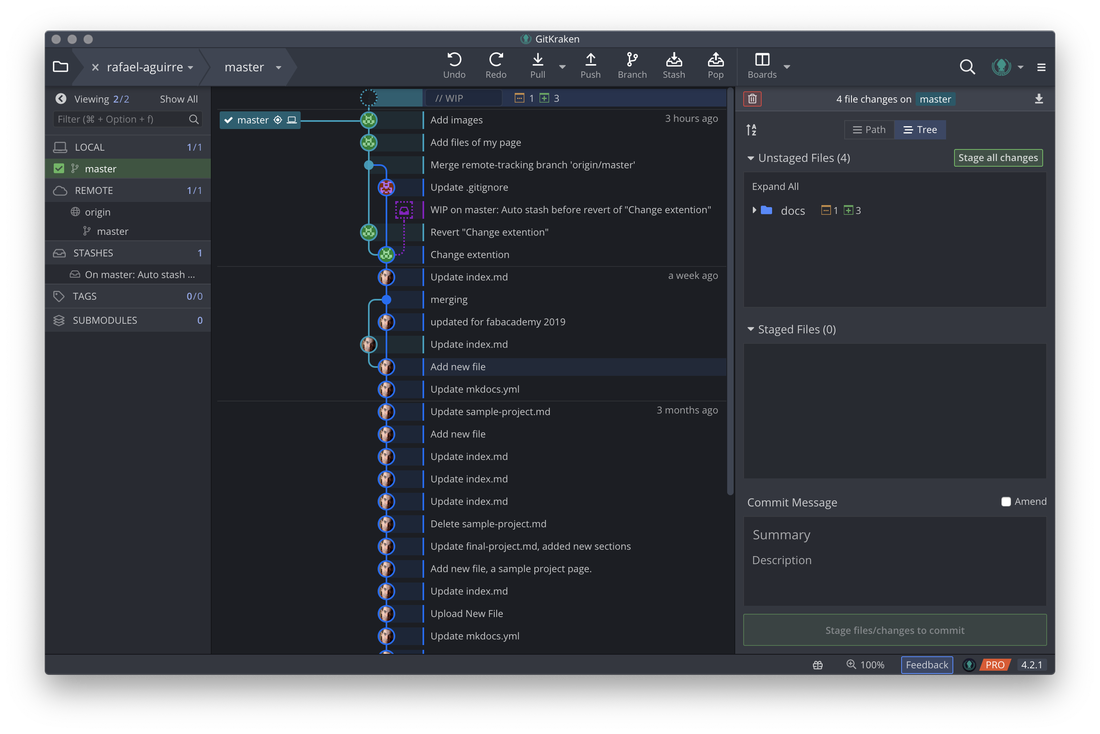 GitKraken
rafael-aguirre
master
Undo
Redo
Pull
Push
Branch
Stash
Pop
Boards
Viewing 2/2 Show All
Filter (⌘ + Option + f)
LOCAL 1/1
master
REMOTE 1/1
origin
master
STASHES 1
On master: Auto stash ...
TAGS 0/0
SUBMODULES 0
// WIP 1 3
master Add images 3 hours ago
Add files of my page
Merge remote-tracking branch 'origin/master'
Update .gitignore
WIP on master: Auto stash before revert of "Change extention"
Revert "Change extention"
Change extention
Update index.md a week ago
merging
updated for fabacademy 2019
Update index.md
Add new file
Update mkdocs.yml
Update sample-project.md 3 months ago
Add new file
Update index.md
Update index.md
Update index.md
Delete sample-project.md
Update final-project.md, added new sections
Add new file, a sample project page.
Update index.md
Upload New File
Update mkdocs.yml
4 file changes on master
Path Tree
Unstaged Files (4) Stage all changes
Expand All
docs 1 3
Staged Files (0)
Commit Message Amend
Summary
Description
Stage files/changes to commit
100% Feedback PRO 4.2.1